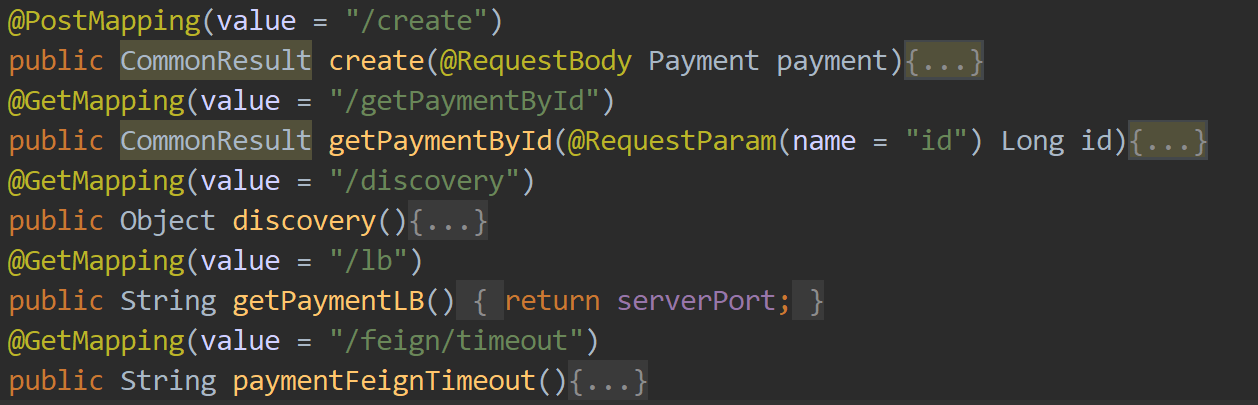 @PostMapping(value = "/create")
public CommonResult create(@RequestBody Payment payment){...}
@GetMapping(value = "/getPaymentById")
public CommonResult getPaymentById(@RequestParam(name = "id") Long id){...}
@GetMapping(value = "/discovery")
public Object discovery(){...}
@GetMapping(value = "/lb")
public String getPaymentLB() { return serverPort; }
@GetMapping(value = "/feign/timeout")
public String paymentFeignTimeout(){...}